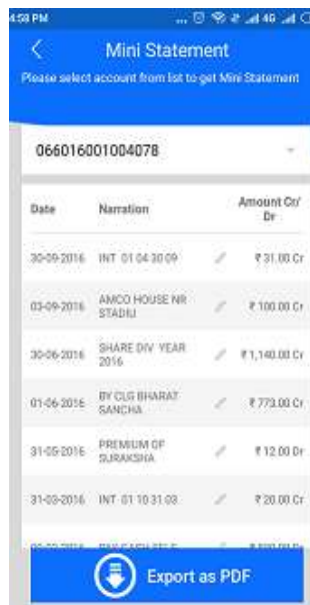 4:58 PM ... 4G
Mini Statement
Please select account from list to get Mini Statement
066016001004078
Date Narration Amount Cr/
Dr
30-09-2016 INT 01 04 30 09 ₹ 31.00 Cr
03-09-2016 AMCO HOUSE NR
STADIU ₹ 100.00 Cr
30-06-2016 SHARE DIV YEAR
2016 ₹ 1,140.00 Cr
01-06-2016 BY CLG BHARAT
SANCHA ₹ 773.00 Cr
31-05-2016 PREMIUM OF
SURAKSHA ₹ 12.00 Dr
31-03-2016 INT 01 10 31 03 ₹ 20.00 Cr
Export as PDF